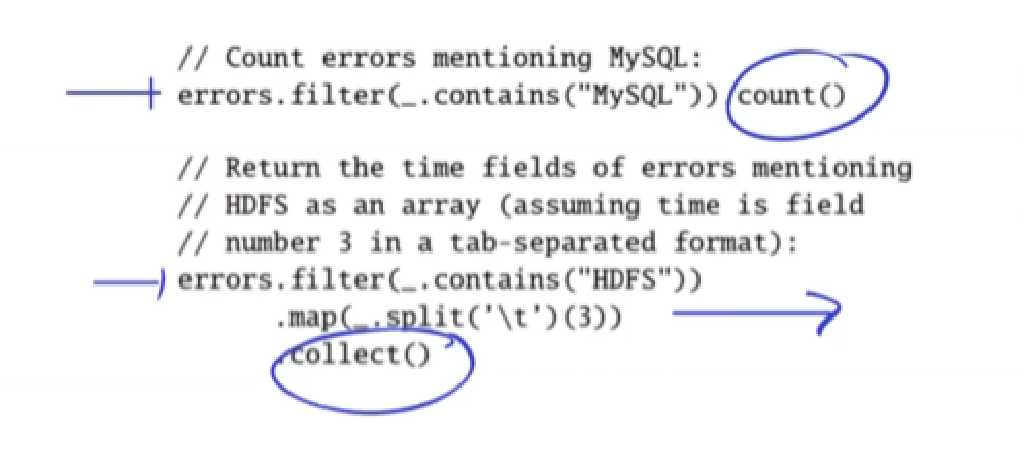 // Count errors mentioning MySQL:
errors.filter(_.contains("MySQL")) count()
// Return the time fields of errors mentioning
// HDFS as an array (assuming time is field
// number 3 in a tab-separated format):
errors.filter(_.contains("HDFS"))
.map(_.split('\t')(3))
collect()